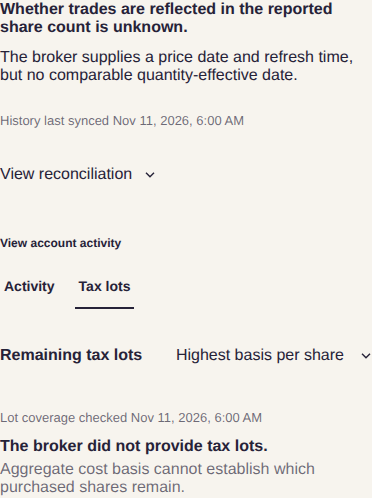 Whether trades are reflected in the reported
share count is unknown.
The broker supplies a price date and refresh time,
but no comparable quantity-effective date.
History last synced Nov 11, 2026, 6:00 AM
View reconciliation
View account activity
Activity Tax lots
Remaining tax lots Highest basis per share
Lot coverage checked Nov 11, 2026, 6:00 AM
The broker did not provide tax lots.
Aggregate cost basis cannot establish which
purchased shares remain.